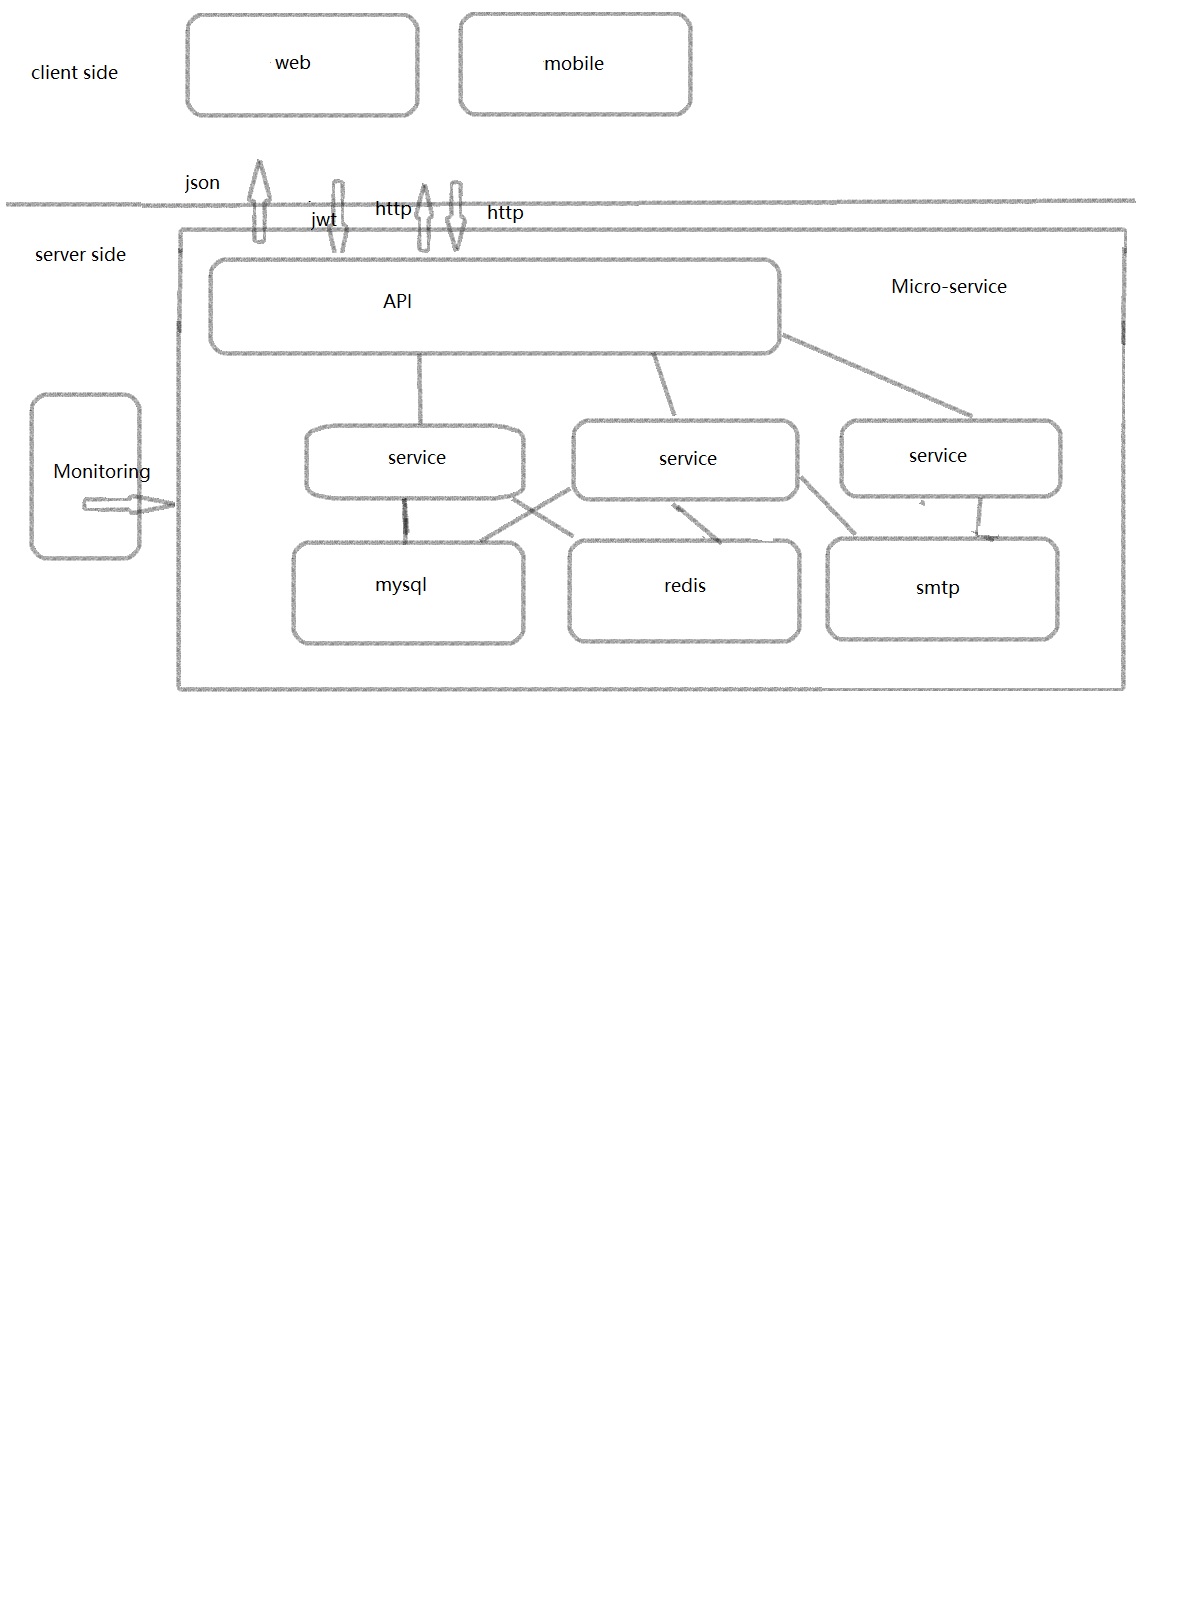 web
mobile
client side
json
jwt
http
http
server side
API
Micro-service
service
service
service
Monitoring
mysql
redis
smtp